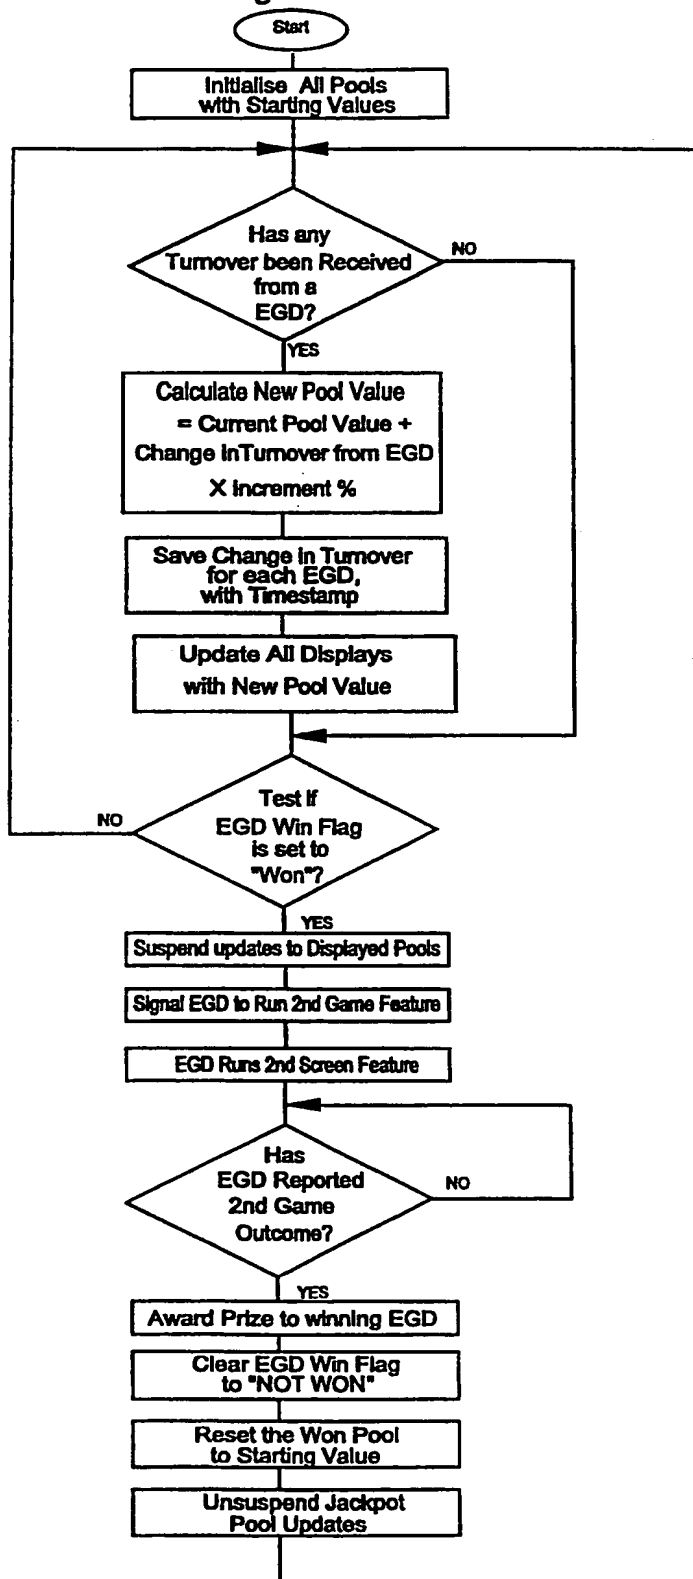 Start
Initialise All Pools
with Starting Values
Has any
Turnover been Received
from a
EGD?
NO
YES
Calculate New Pool Value
= Current Pool Value +
Change inTurnover from EGD
X increment %
Save Change in Turnover
for each EGD,
with Timestamp
Update All Displays
with New Pool Value
Test if
EGD Win Flag
is set to
"Won"?
NO
YES
Suspend updates to Displayed Pools
Signal EGD to Run 2nd Game Feature
EGD Runs 2nd Screen Feature
Has
EGD Reported
2nd Game
Outcome?
NO
YES
Award Prize to winning EGD
Clear EGD Win Flag
to "NOT WON"
Reset the Won Pool
to Starting Value
Unsuspend Jackpot
Pool Updates